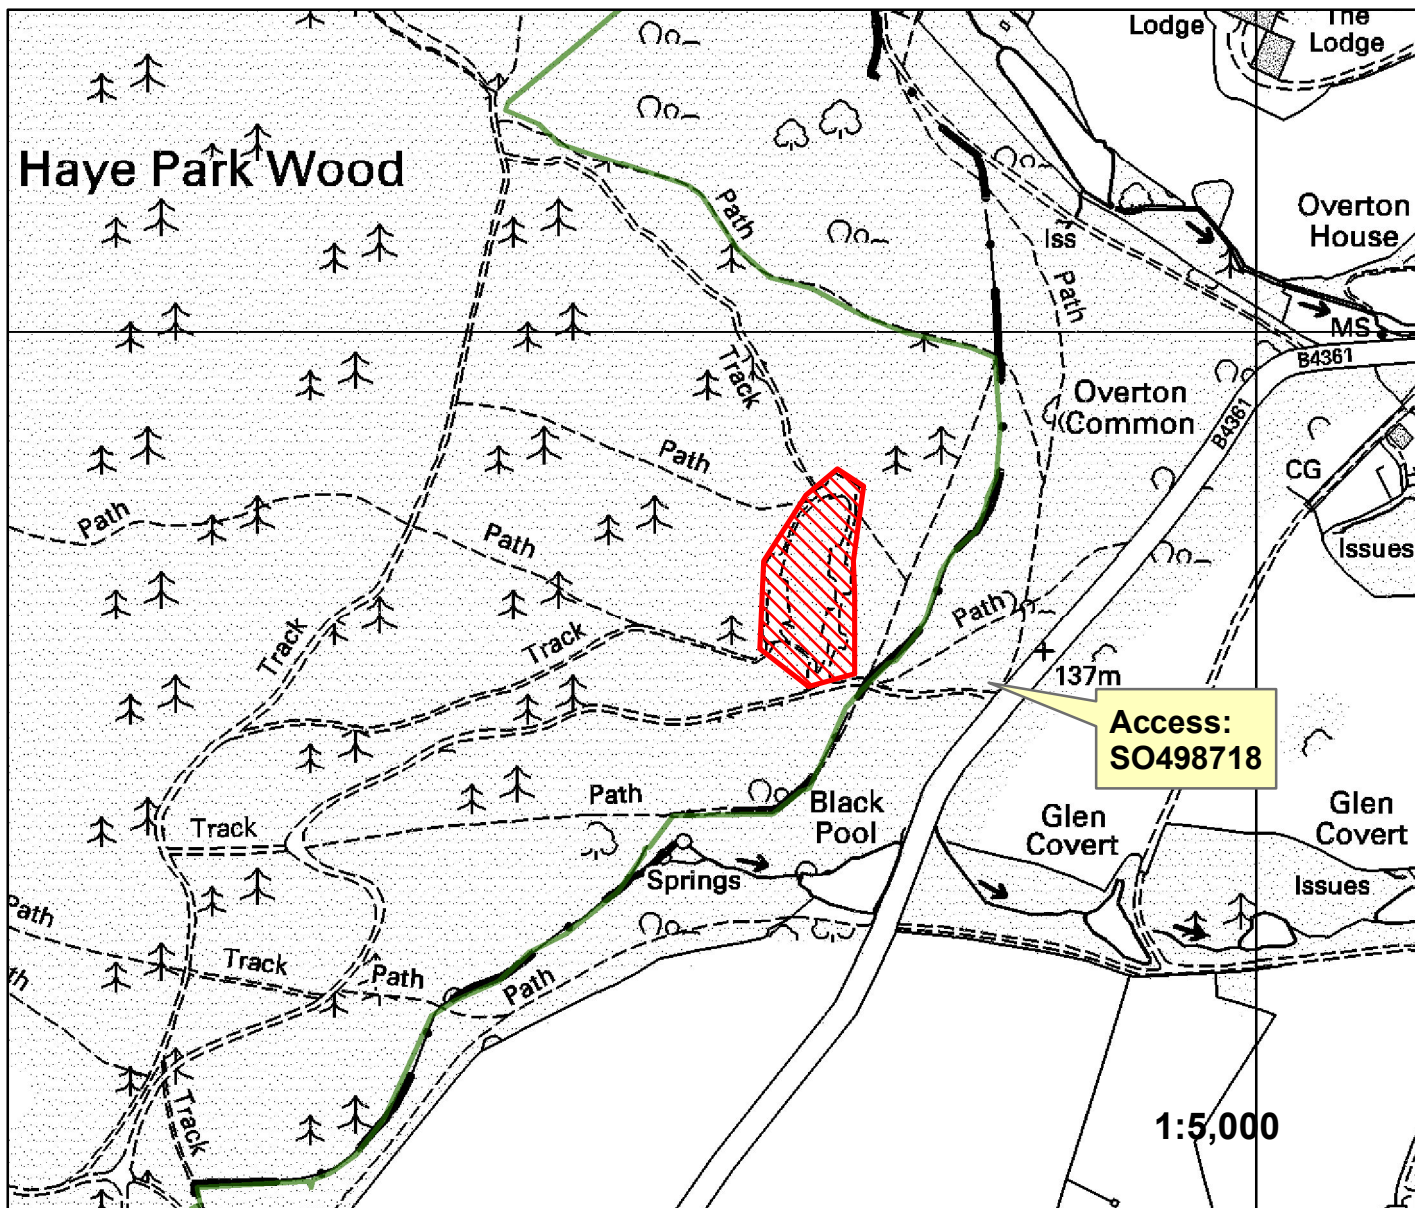 Lodge
The
Lodge
Haye Park Wood
Path
Overton
House
Iss
Path
MS
B4361
Track
Overton
Common
B4361
Path
CG
Path
Path
Issues
Path
Track
Track
137m
Access:
SO498718
Path
Black
Pool
Glen
Covert
Glen
Covert
Track
Springs
Issues
Path
Track
Path
Path
th
Track
1:5,000